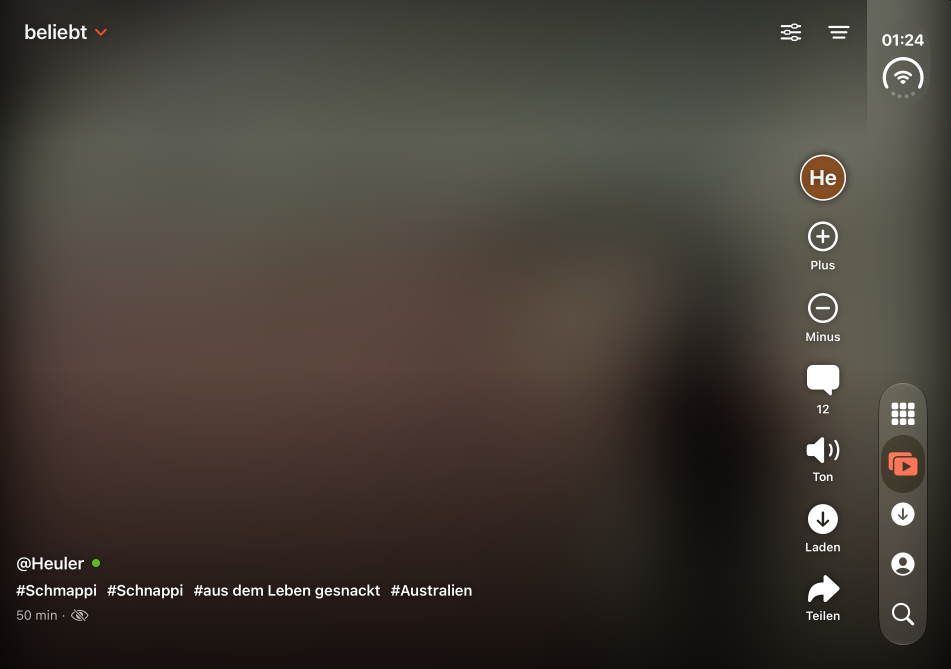 beliebt
01:24
He
Plus
Minus
12
Ton
Laden
Teilen
@Heuler
#Schmappi #Schnappi #aus dem Leben gesnackt #Australien
50 min ·